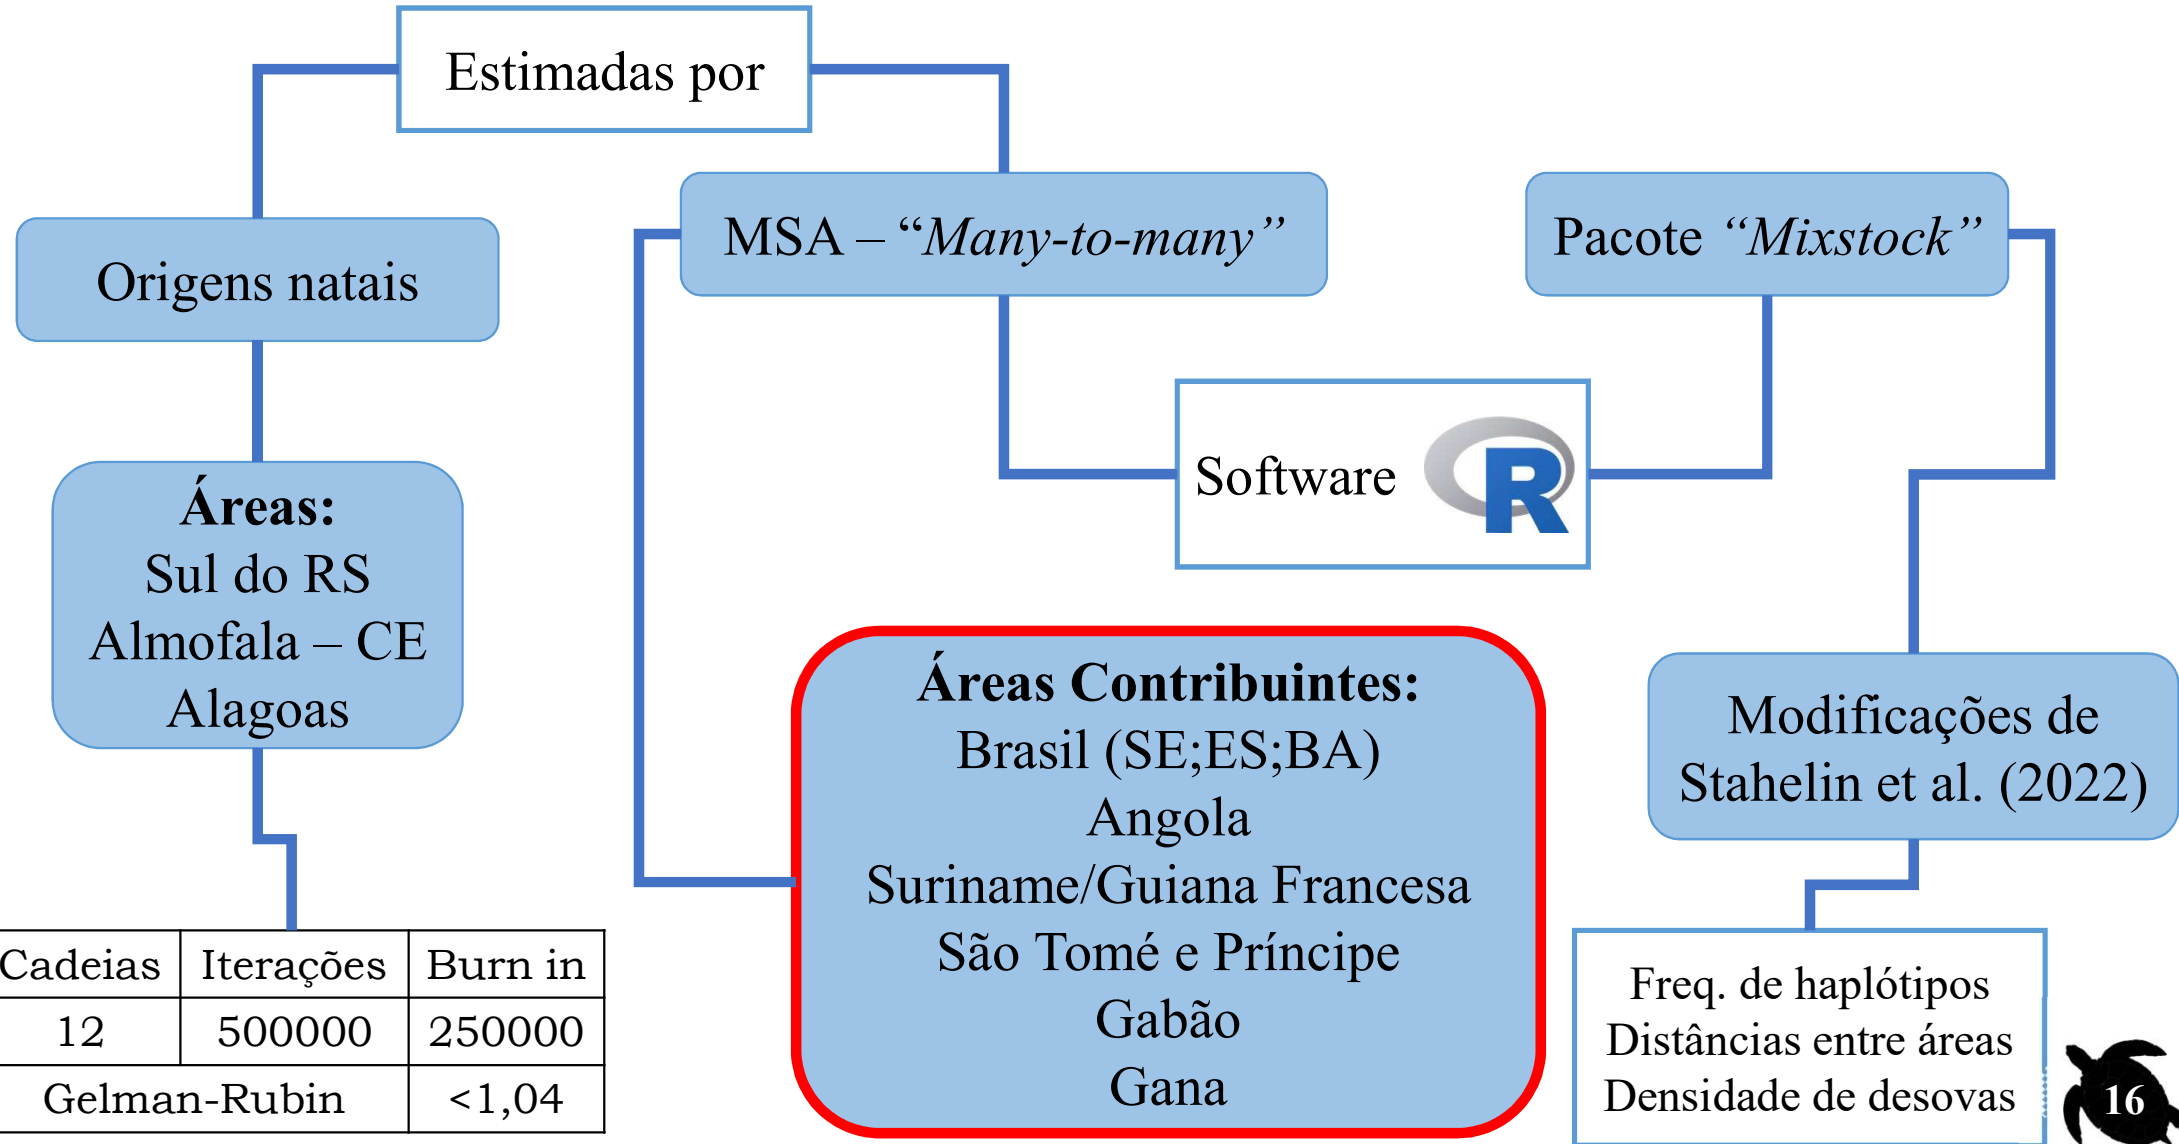 Estimadas por
Origens natais
MSA – “Many-to-many”
Pacote “Mixstock”
Software R
Áreas:
Sul do RS
Almofala – CE
Alagoas
Áreas Contribuintes:
Brasil (SE;ES;BA)
Angola
Suriname/Guiana Francesa
São Tomé e Príncipe
Gabão
Gana
Modificações de
Stahelin et al. (2022)
Cadeias Iterações Burn in
12 500000 250000
Gelman-Rubin <1,04
Freq. de haplótipos
Distâncias entre áreas
Densidade de desovas
16